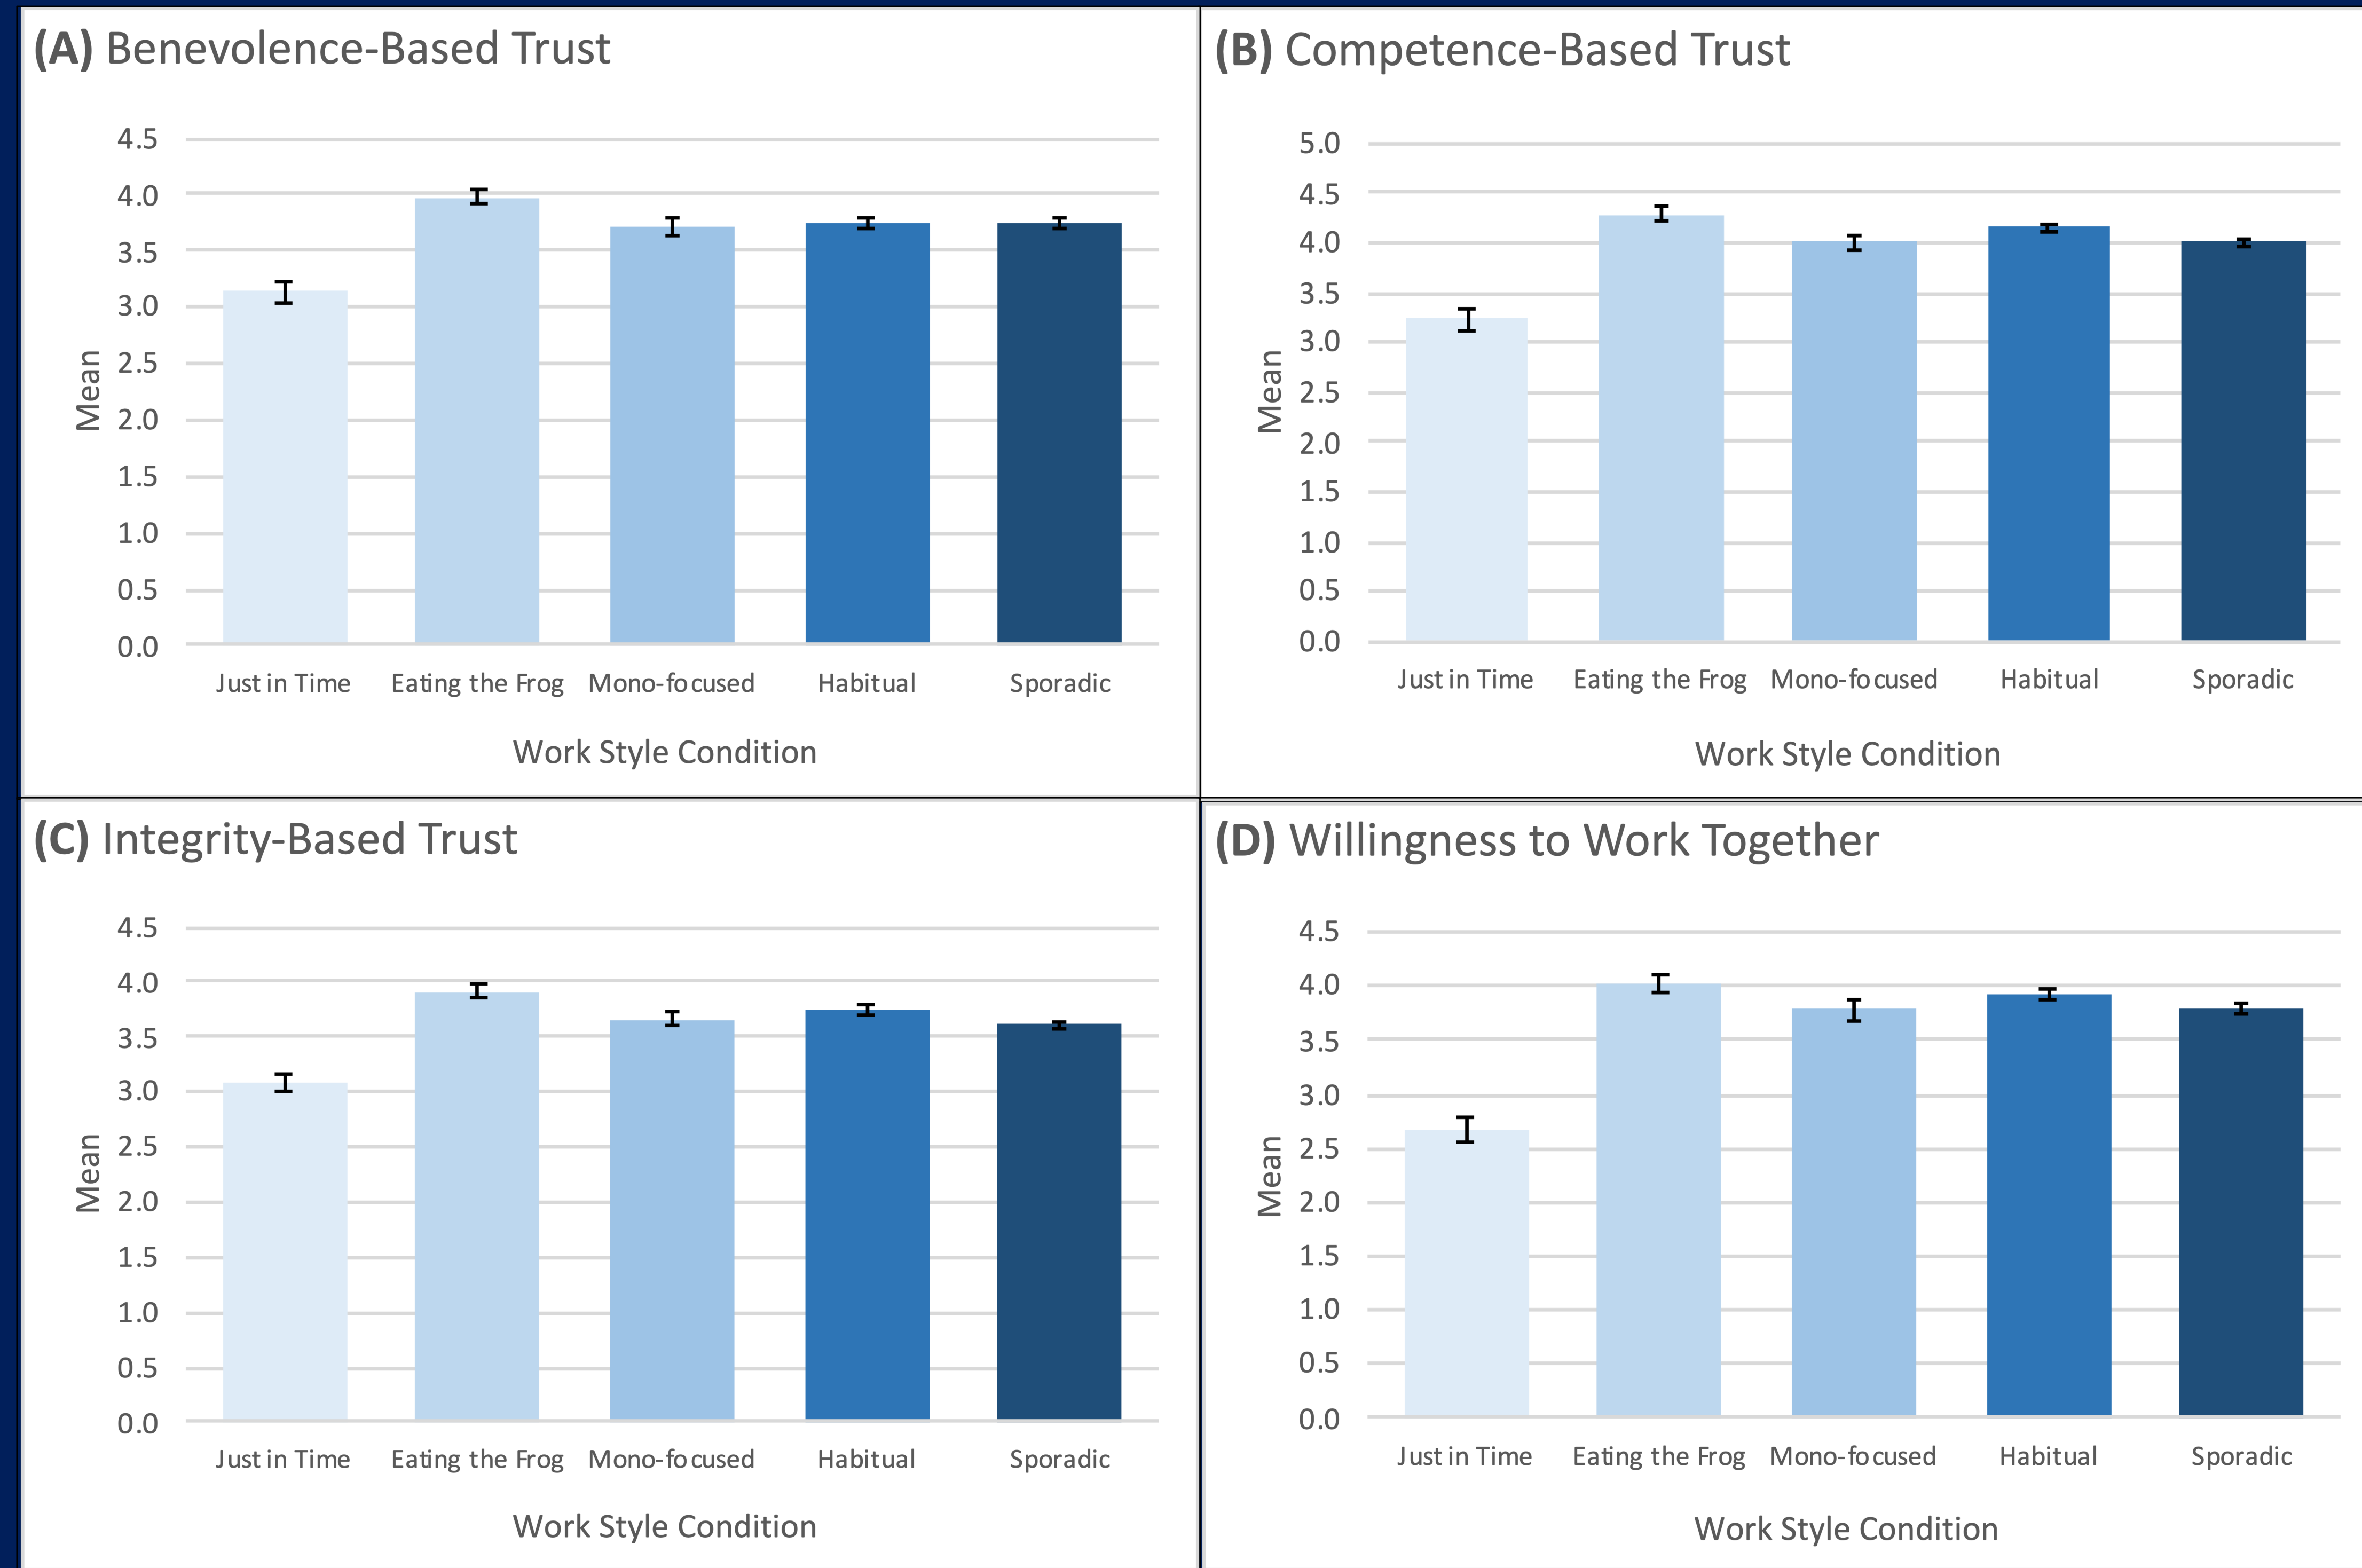 (A) Benevolence-Based Trust
4.5
4.0
3.5
3.0
2.5
2.0
1.5
1.0
0.5
0.0
Mean
Just in Time Eating the Frog Mono-focused Habitual Sporadic
Work Style Condition
(B) Competence-Based Trust
5.0
4.5
4.0
3.5
3.0
2.5
2.0
1.5
1.0
0.5
0.0
Mean
Just in Time Eating the Frog Mono-focused Habitual Sporadic
Work Style Condition
(C) Integrity-Based Trust
4.5
4.0
3.5
3.0
2.5
2.0
1.5
1.0
0.5
0.0
Mean
Just in Time Eating the Frog Mono-focused Habitual Sporadic
Work Style Condition
(D) Willingness to Work Together
4.5
4.0
3.5
3.0
2.5
2.0
1.5
1.0
0.5
0.0
Mean
Just in Time Eating the Frog Mono-focused Habitual Sporadic
Work Style Condition